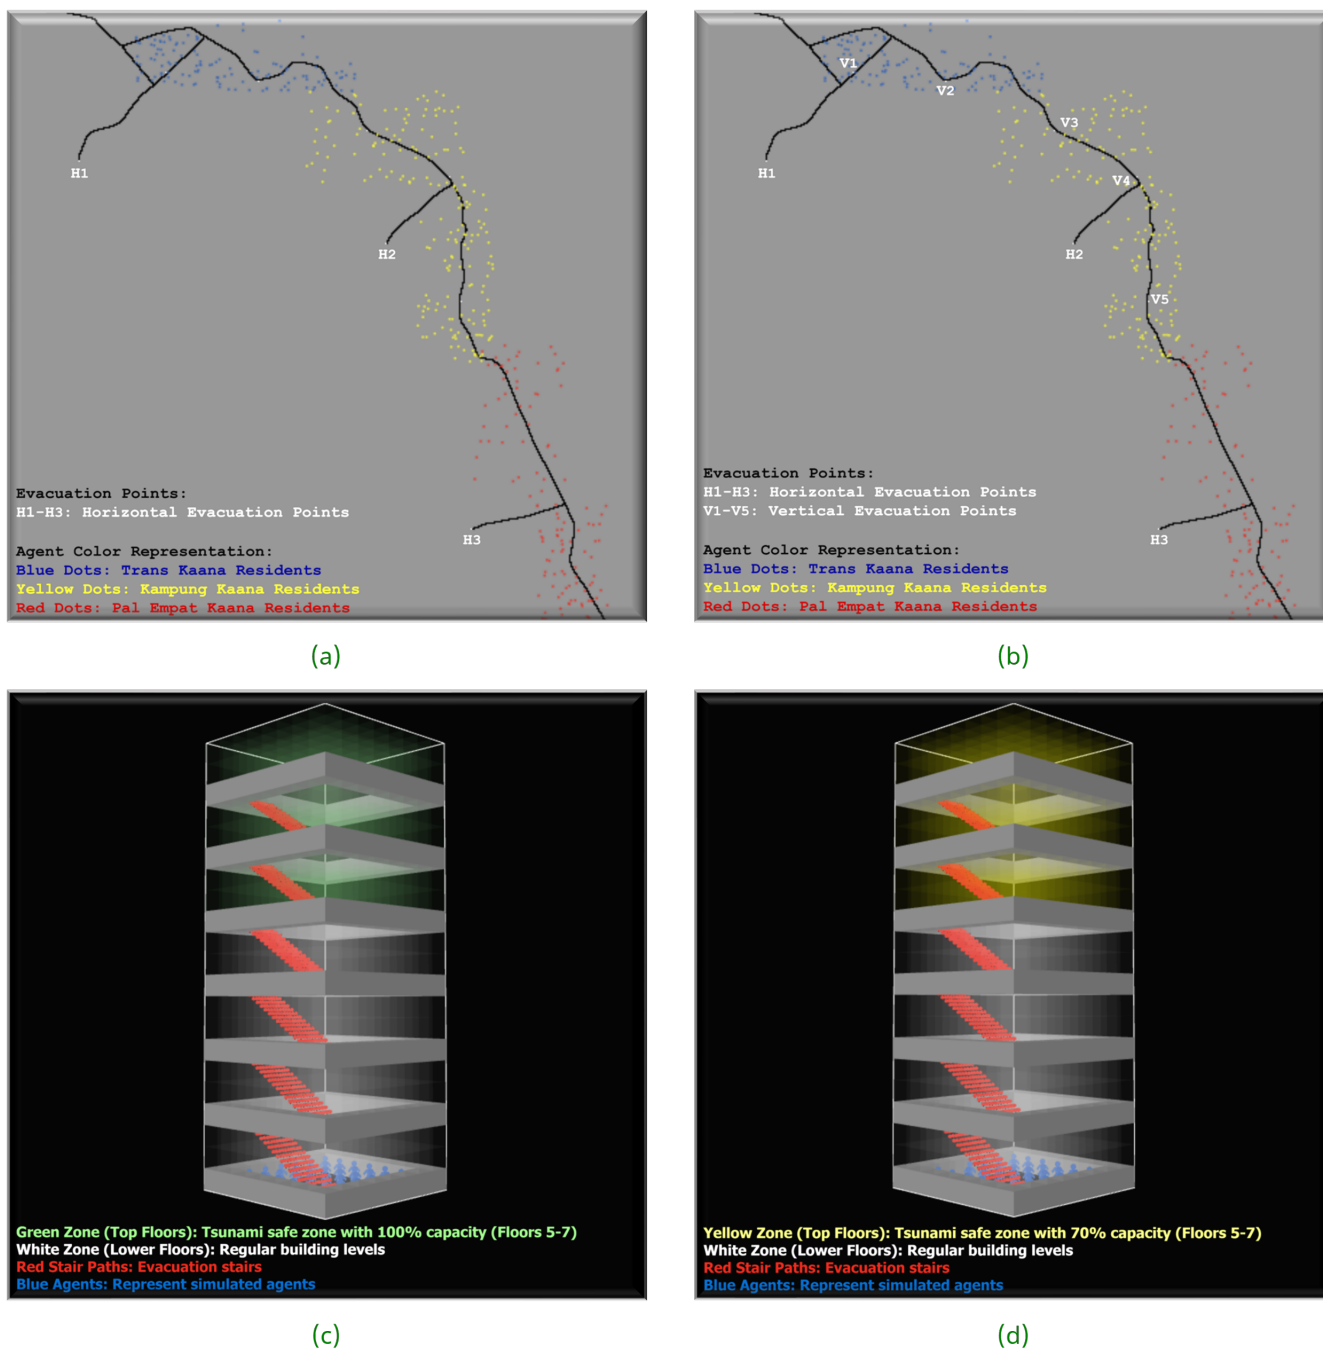 H1
H2
H3
Evacuation Points:
H1-H3: Horizontal Evacuation Points
Agent Color Representation:
Blue Dots: Trans Kaana Residents
Yellow Dots: Kampung Kaana Residents
Red Dots: Pal Empat Kaana Residents
(a)
V1
V2
V3
H1
V4
H2
V5
Evacuation Points:
H1-H3: Horizontal Evacuation Points
V1-V5: Vertical Evacuation Points
H3
Agent Color Representation:
Blue Dots: Trans Kaana Residents
Yellow Dots: Kampung Kaana Residents
Red Dots: Pal Empat Kaana Residents
(b)
Green Zone (Top Floors): Tsunami safe zone with 100% capacity (Floors 5-7)
White Zone (Lower Floors): Regular building levels
Red Stair Paths: Evacuation stairs
Blue Agents: Represent simulated agents
(c)
Yellow Zone (Top Floors): Tsunami safe zone with 70% capacity (Floors 5-7)
White Zone (Lower Floors): Regular building levels
Red Stair Paths: Evacuation stairs
Blue Agents: Represent simulated agents
(d)